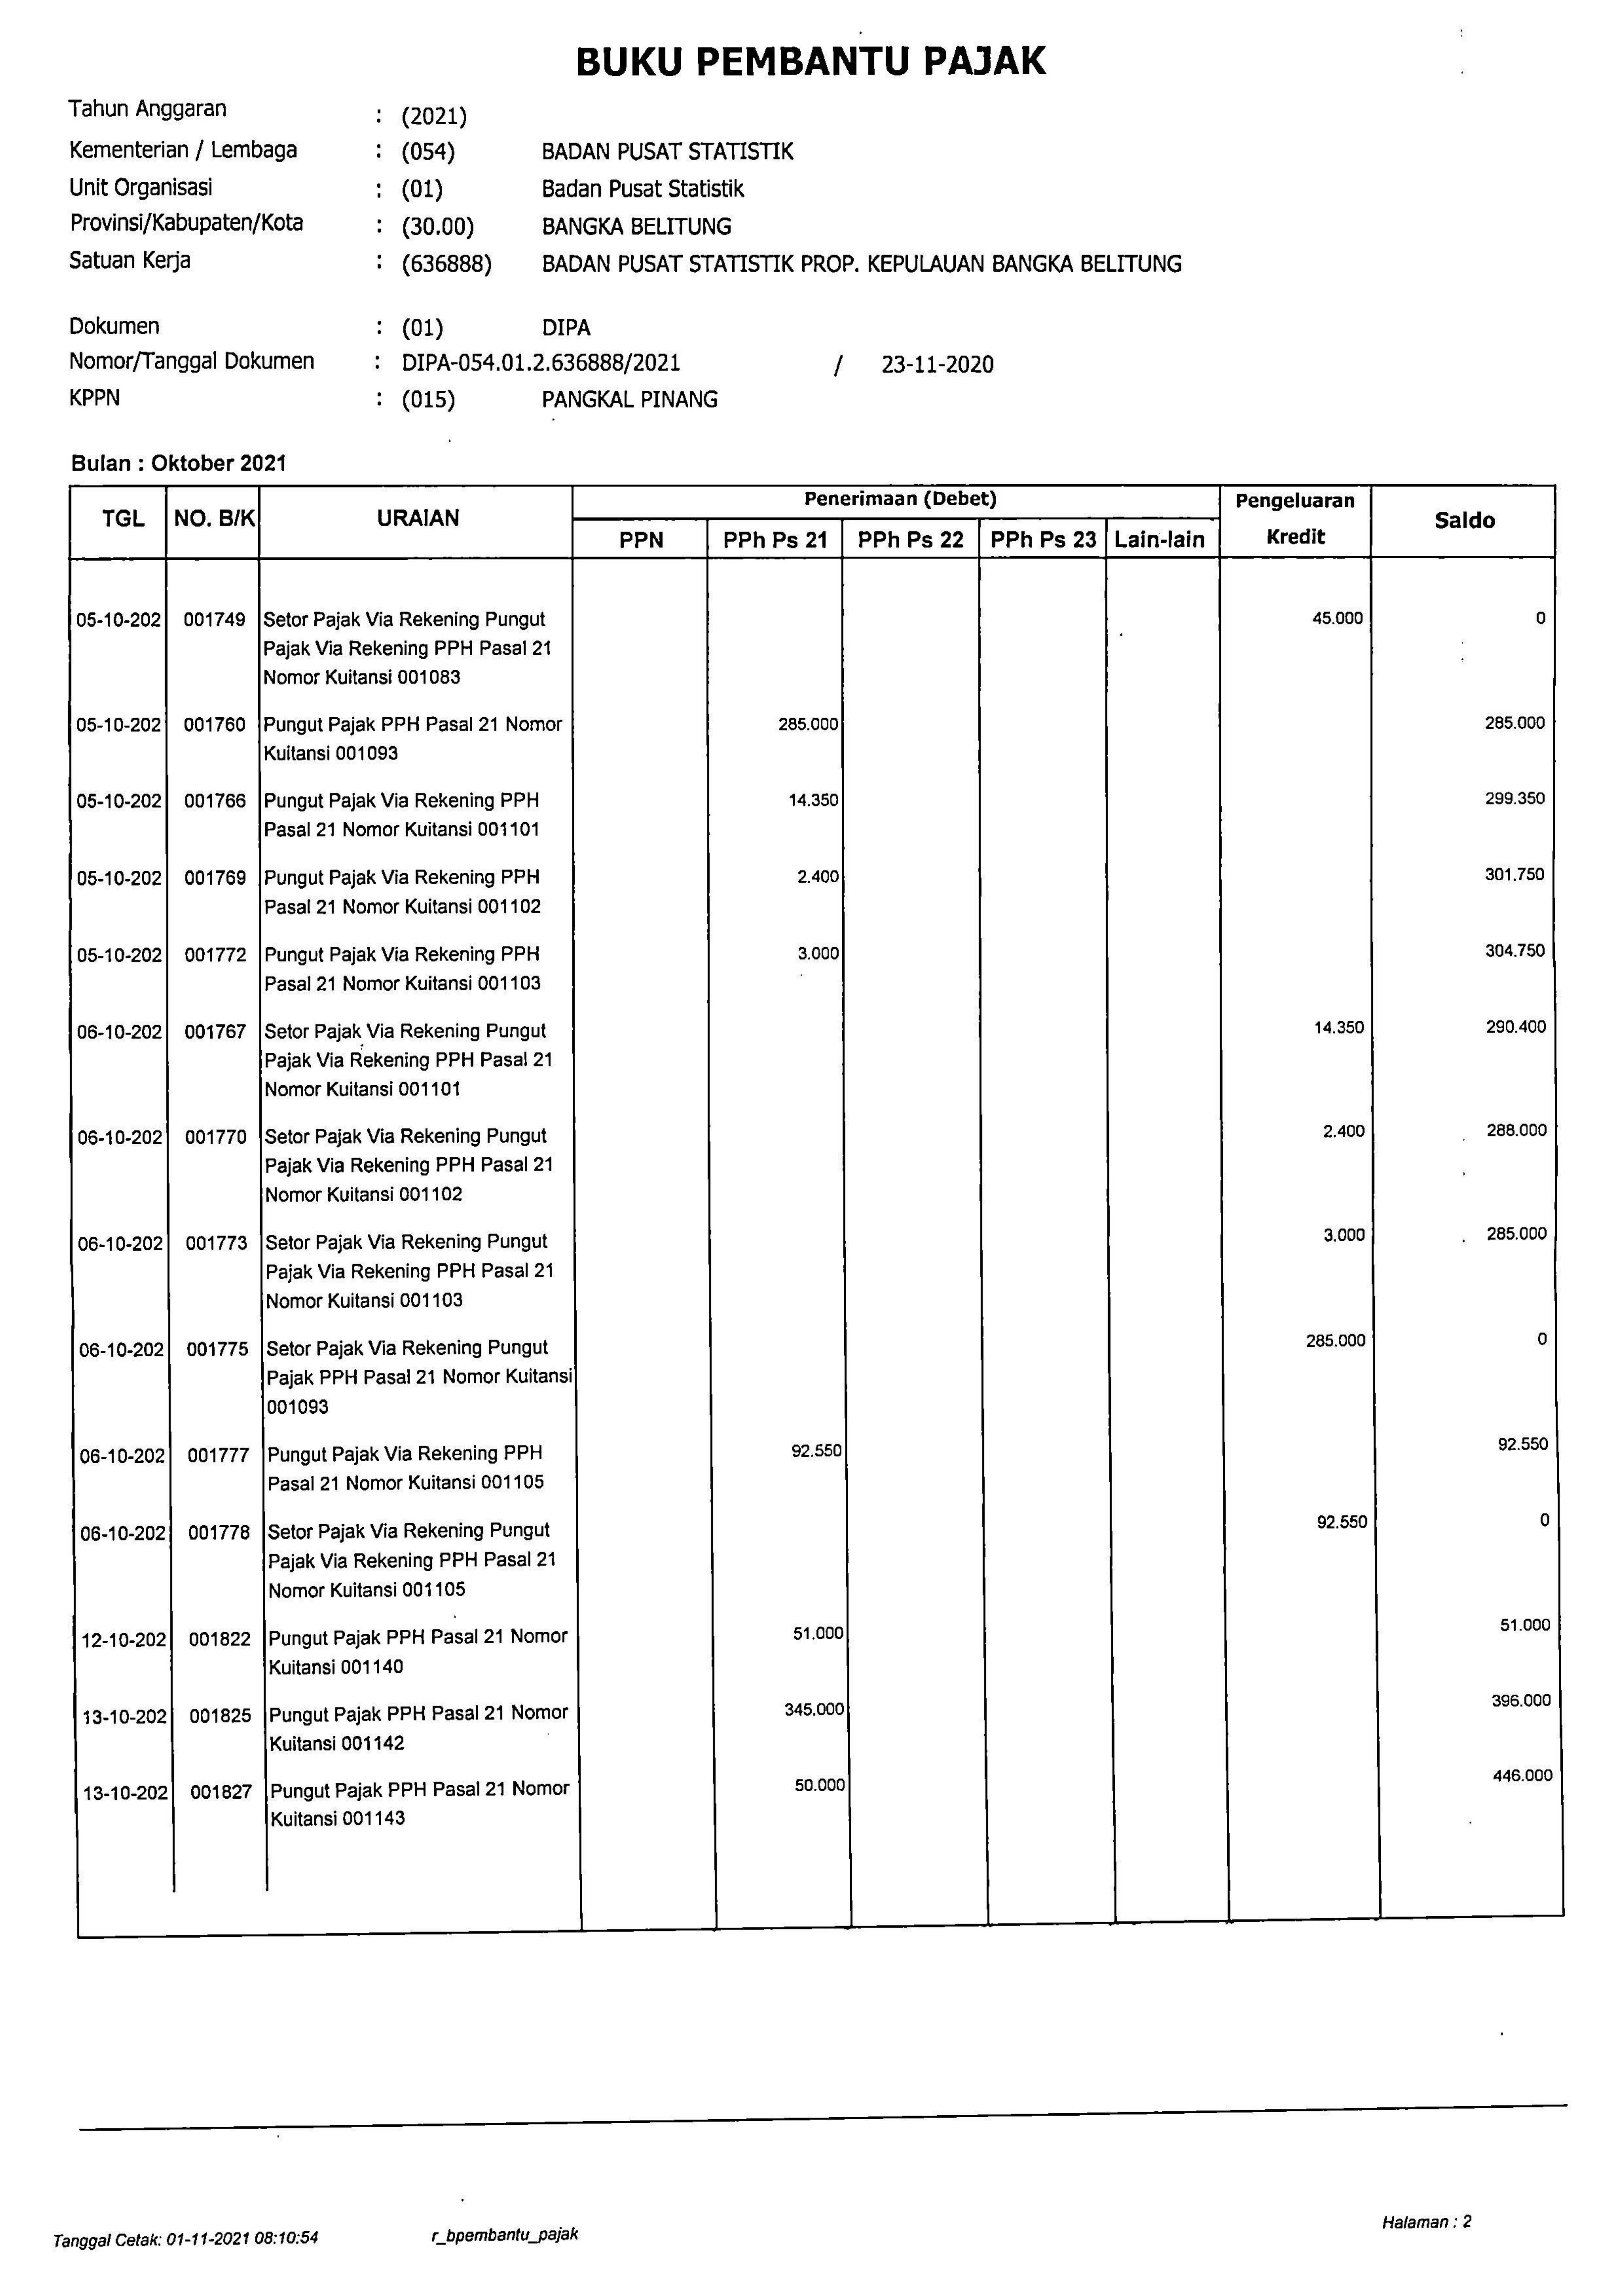 BUKU PEMBANTU PAJAK
Tahun Anggaran : (2021)
Kementerian / Lembaga : (054) BADAN PUSAT STATISTIK
Unit Organisasi : (01) Badan Pusat Statistik
Provinsi/Kabupaten/Kota : (30.00) BANGKA BELITUNG
Satuan Kerja : (636888) BADAN PUSAT STATISTIK PROP. KEPULAUAN BANGKA BELITUNG
Dokumen : (01) DIPA
Nomor/Tanggal Dokumen : DIPA-054.01.2.636888/2021 / 23-11-2020
KPPN : (015) PANGKAL PINANG
Bulan : Oktober 2021
TGL NO. B/K URAIAN Penerimaan (Debet) Pengeluaran Saldo
PPN PPh Ps 21 PPh Ps 22 PPh Ps 23 Lain-lain Kredit
05-10-202 001749 Setor Pajak Via Rekening Pungut 45.000 0
Pajak Via Rekening PPH Pasal 21
Nomor Kuitansi 001083
05-10-202 001760 Pungut Pajak PPH Pasal 21 Nomor 285.000 285.000
Kuitansi 001093
05-10-202 001766 Pungut Pajak Via Rekening PPH 14.350 299.350
Pasal 21 Nomor Kuitansi 001101
05-10-202 001769 Pungut Pajak Via Rekening PPH 2.400 301.750
Pasal 21 Nomor Kuitansi 001102
05-10-202 001772 Pungut Pajak Via Rekening PPH 3.000 304.750
Pasal 21 Nomor Kuitansi 001103
06-10-202 001767 Setor Pajak Via Rekening Pungut 14.350 290.400
Pajak Via Rekening PPH Pasal 21
Nomor Kuitansi 001101
06-10-202 001770 Setor Pajak Via Rekening Pungut 2.400 288.000
Pajak Via Rekening PPH Pasal 21
Nomor Kuitansi 001102
06-10-202 001773 Setor Pajak Via Rekening Pungut 3.000 285.000
Pajak Via Rekening PPH Pasal 21
Nomor Kuitansi 001103
06-10-202 001775 Setor Pajak Via Rekening Pungut 285.000 0
Pajak PPH Pasal 21 Nomor Kuitansi
001093
06-10-202 001777 Pungut Pajak Via Rekening PPH 92.550 92.550
Pasal 21 Nomor Kuitansi 001105
06-10-202 001778 Setor Pajak Via Rekening Pungut 92.550 0
Pajak Via Rekening PPH Pasal 21
Nomor Kuitansi 001105
12-10-202 001822 Pungut Pajak PPH Pasal 21 Nomor 51.000 51.000
Kuitansi 001140
13-10-202 001825 Pungut Pajak PPH Pasal 21 Nomor 345.000 396.000
Kuitansi 001142
13-10-202 001827 Pungut Pajak PPH Pasal 21 Nomor 50.000 446.000
Kuitansi 001143
Tanggal Cetak: 01-11-2021 08:10:54 r_bpembantu_pajak Halaman : 2